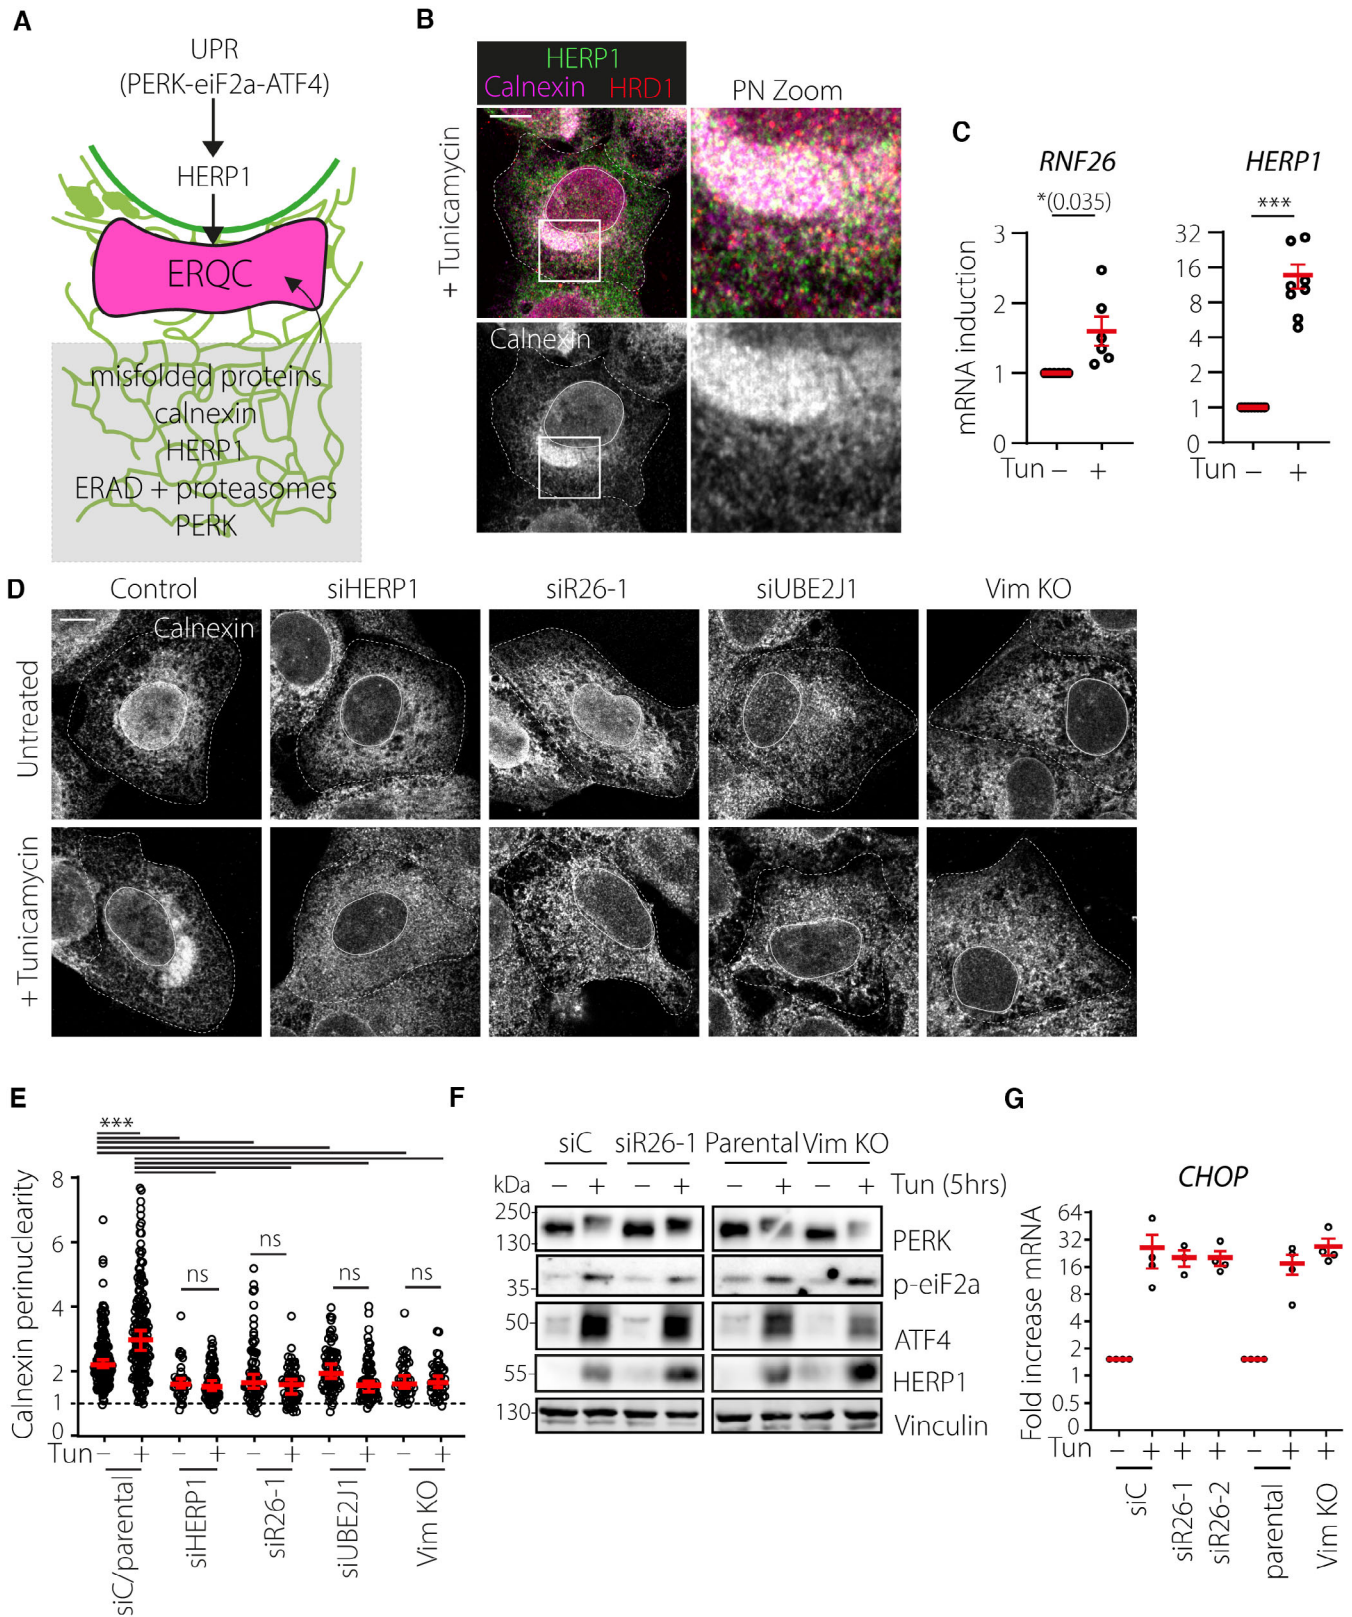 A
UPR
(PERK-eiF2a-ATF4)
HERP1
ERQC
misfolded proteins
calnexin
HERP1
ERAD + proteasomes
PERK
B
HERP1
Calnexin HRD1
PN Zoom
+ Tunicamycin
Calnexin
C
RNF26
*(0.035)
mRNA induction
3
2
1
0
Tun – +
HERP1
***
32
16
8
4
2
1
0
Tun – +
D
Control siHERP1 siR26-1 siUBE2J1 Vim KO
Untreated
Calnexin
+ Tunicamycin
E
***
Calnexin perinuclearity
8
6
4
2
1
0
ns
ns
ns
ns
Tun – + – + – + – + – +
siC/parental
siHERP1
siR26-1
siUBE2J1
Vim KO
F
siC siR26-1 Parental Vim KO
kDa – + – + – + – + Tun (5hrs)
250
130
PERK
35
p-eiF2a
50
ATF4
55
HERP1
130
Vinculin
G
CHOP
Fold increase mRNA
64
32
16
8
4
2
1
0.5
0
Tun – + + + – + +
siC
siR26-1
siR26-2
parental
Vim KO